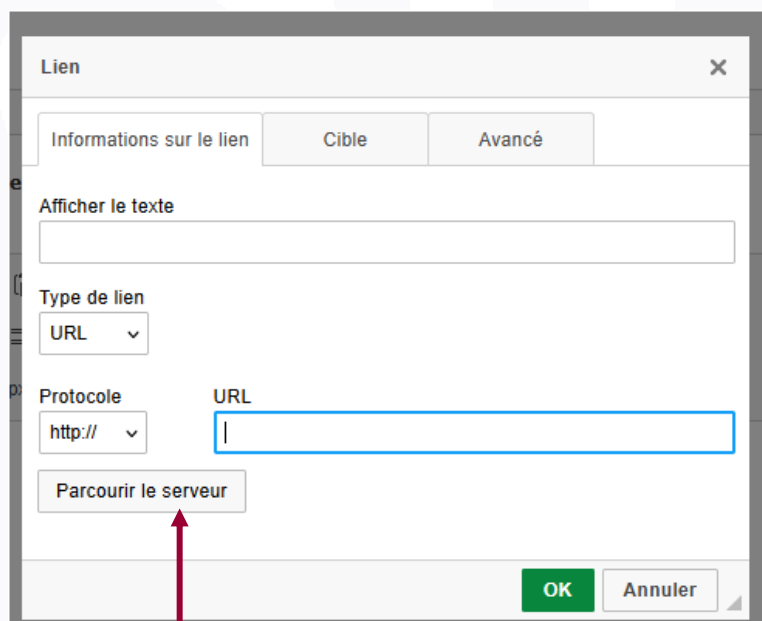 Lien
Informations sur le lien
Cible
Avancé
Afficher le texte
Type de lien
URL
Protocole
URL
http://
Parcourir le serveur
OK
Annuler